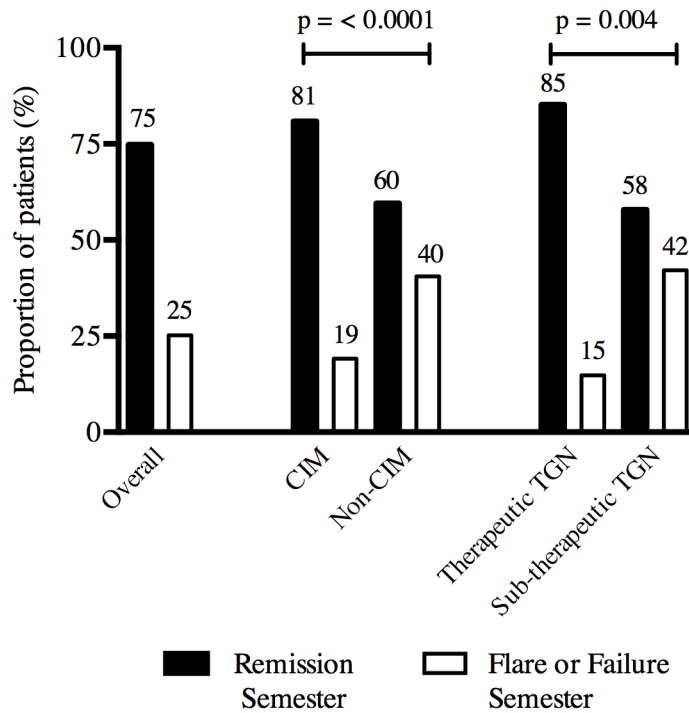 p = < 0.0001
p = 0.004
Proportion of patients (%)
100
75
50
25
0
75
25
81
19
60
40
85
15
58
42
Overall
CIM
Non-CIM
Therapeutic TGN
Sub-therapeutic TGN
Remission
Semester
Flare or Failure
Semester